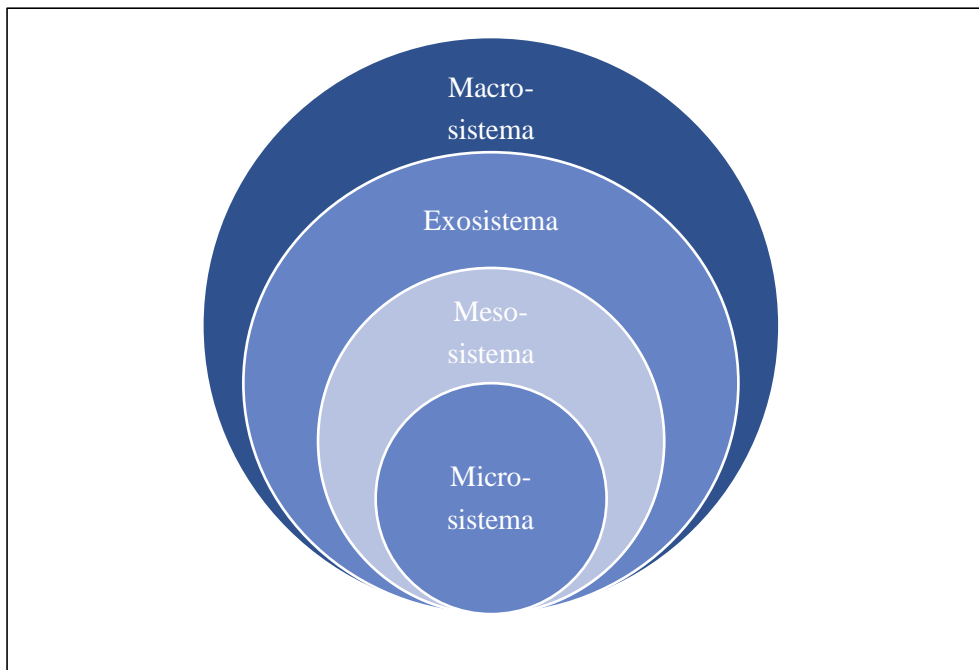 Macro-
sistema
Exosistema
Meso-
sistema
Micro-
sistema